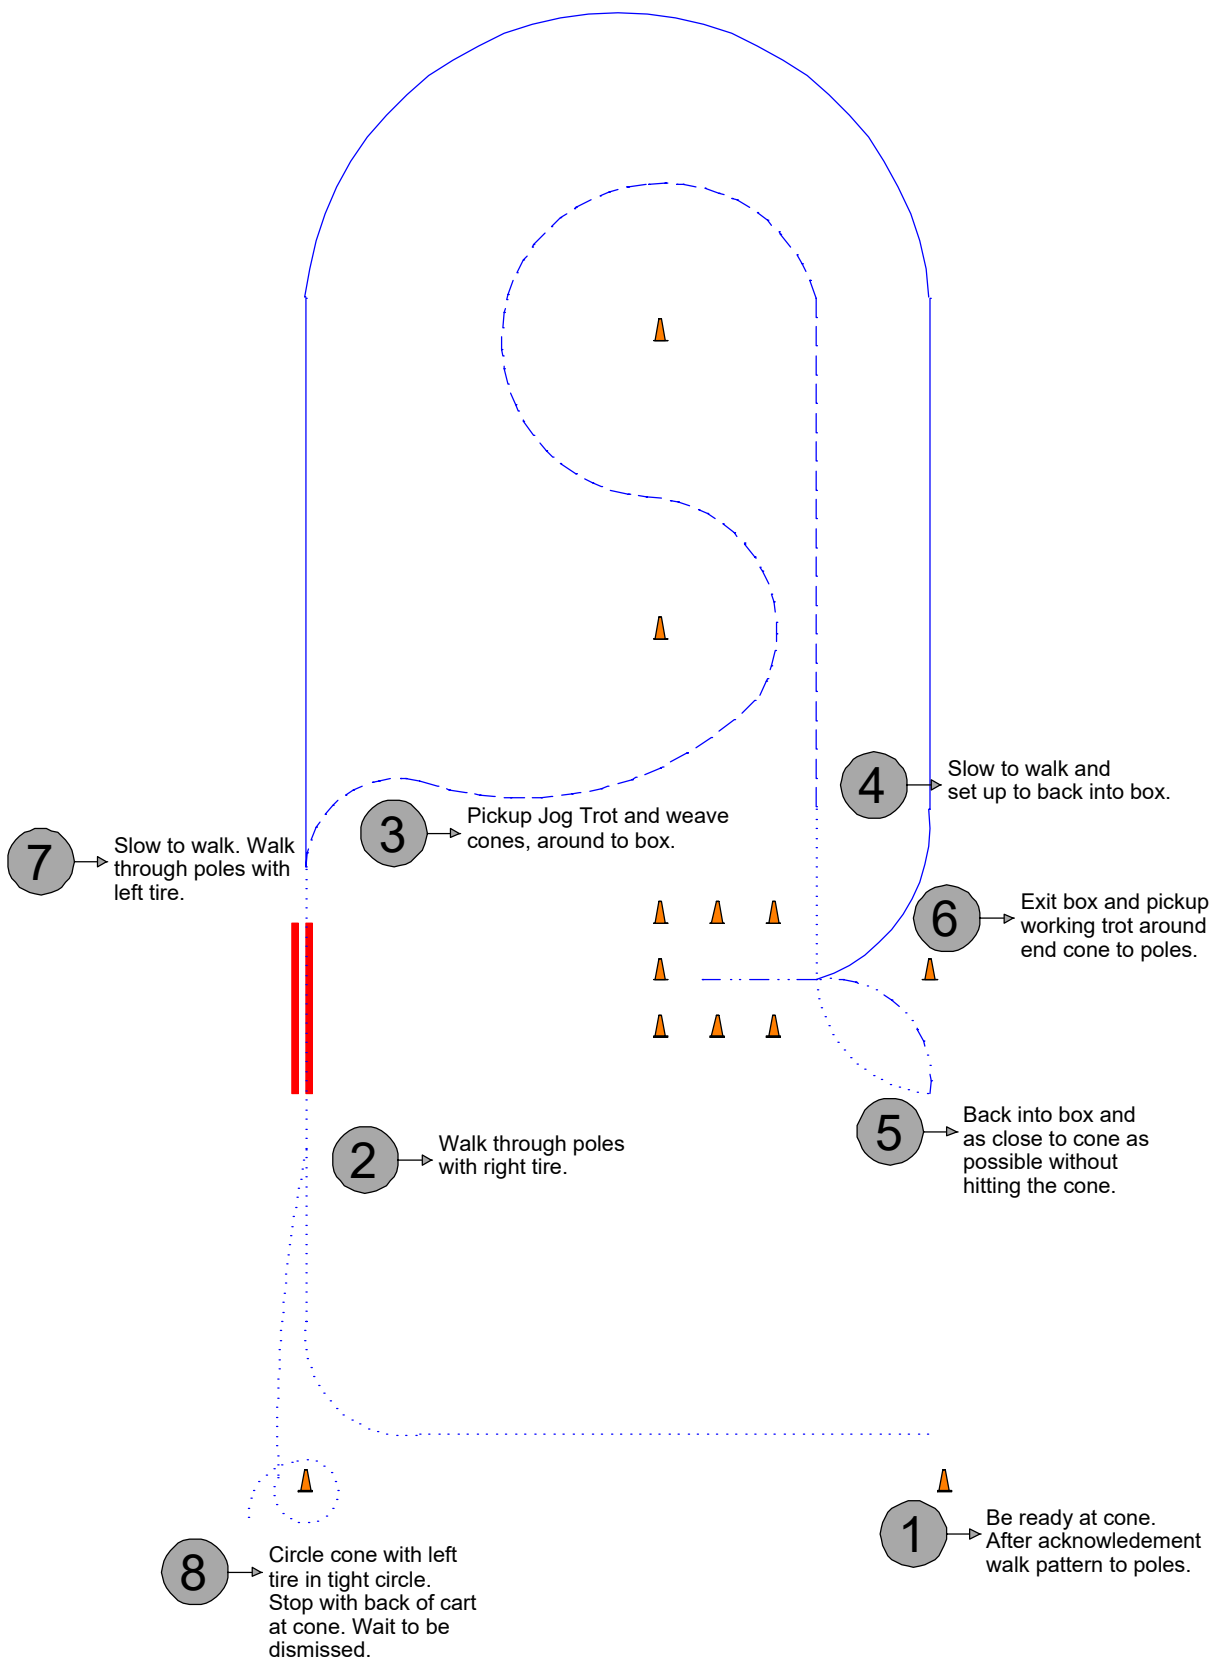 4
Slow to walk and
set up to back into box.
3
Pickup Jog Trot and weave
cones, around to box.
7
Slow to walk. Walk
through poles with
left tire.
6
Exit box and pickup
working trot around
end cone to poles.
5
Back into box and
as close to cone as
possible without
hitting the cone.
2
Walk through poles
with right tire.
1
Be ready at cone.
After acknowledement
walk pattern to poles.
8
Circle cone with left
tire in tight circle.
Stop with back of cart
at cone. Wait to be
dismissed.